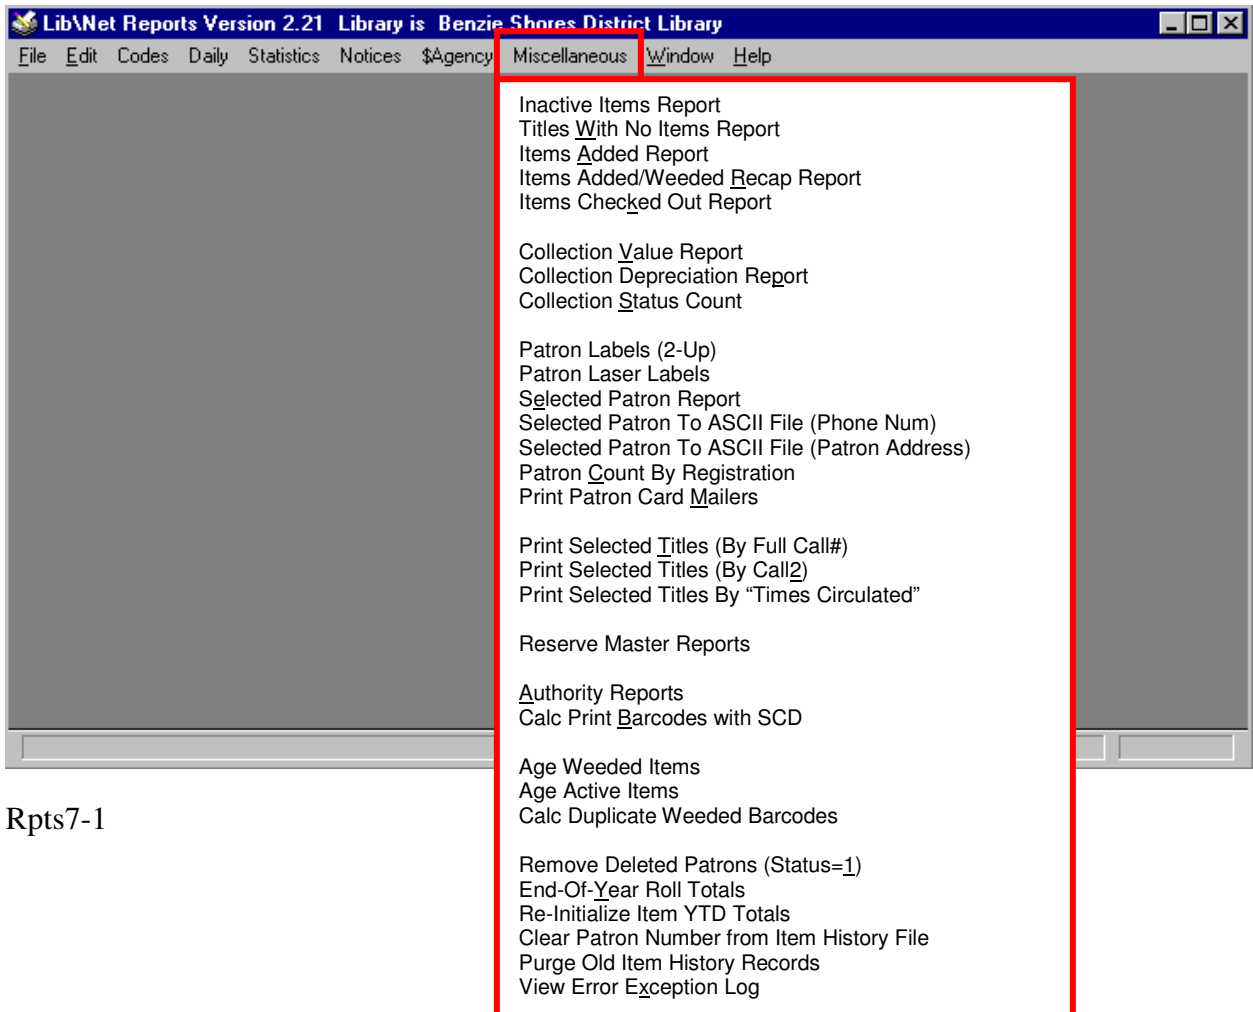 Lib\Net Reports Version 2.21 Library is Benzie Shores District Library
File Edit Codes Daily Statistics Notices $Agency Miscellaneous Window Help
Inactive Items Report
Titles With No Items Report
Items Added Report
Items Added/Weeded Recap Report
Items Checked Out Report
Collection Value Report
Collection Depreciation Report
Collection Status Count
Patron Labels (2-Up)
Patron Laser Labels
Selected Patron Report
Selected Patron To ASCII File (Phone Num)
Selected Patron To ASCII File (Patron Address)
Patron Count By Registration
Print Patron Card Mailers
Print Selected Titles (By Full Call#)
Print Selected Titles (By Call2)
Print Selected Titles By “Times Circulated”
Reserve Master Reports
Authority Reports
Calc Print Barcodes with SCD
Age Weeded Items
Age Active Items
Calc Duplicate Weeded Barcodes
Remove Deleted Patrons (Status=1)
End-Of-Year Roll Totals
Re-Initialize Item YTD Totals
Clear Patron Number from Item History File
Purge Old Item History Records
View Error Exception Log
Rpts7-1